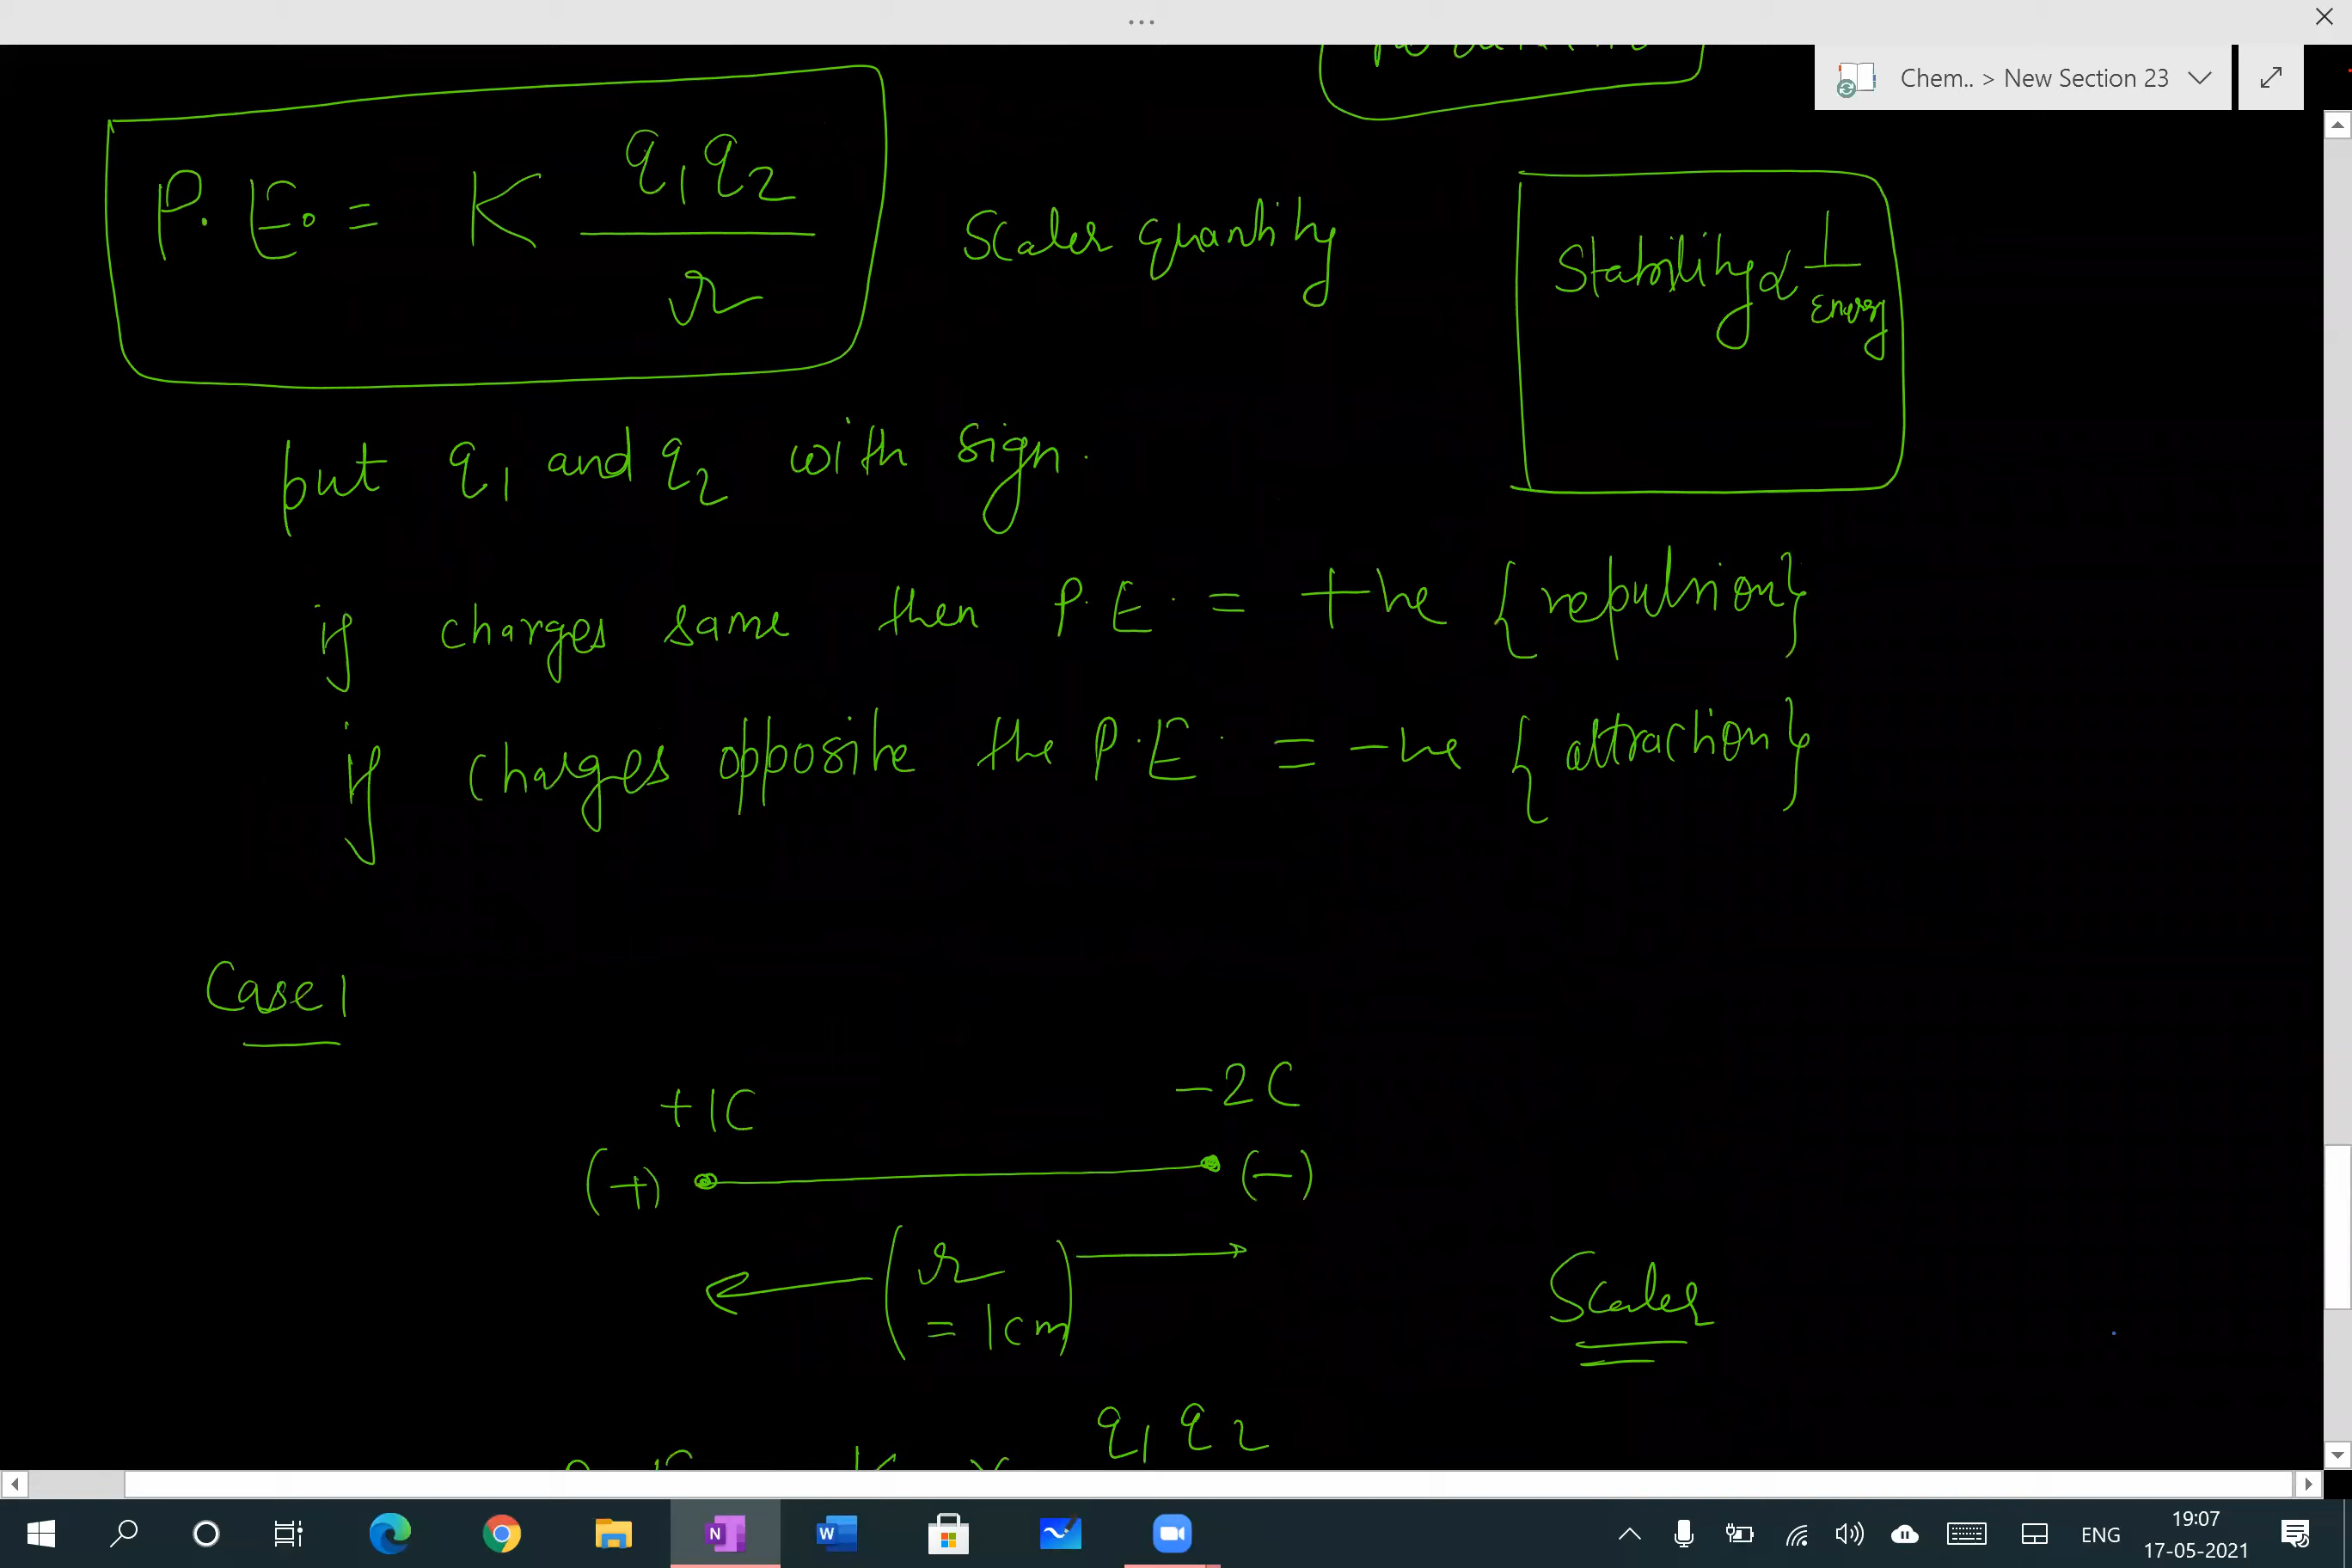 ...
Chem.. > New Section 23
P.E. = K q1q2 / r
Scaler quantity
Stability ∝ 1 / Energy
put q1 and q2 with sign.
if charges same then P.E. = +ve {repulsion}
if charges opposite the P.E. = -ve {attraction}
Case 1
+1C -2C
(+) (-)
(r = 1cm)
Scaler
q1 q2
ENG
19:07
17-05-2021